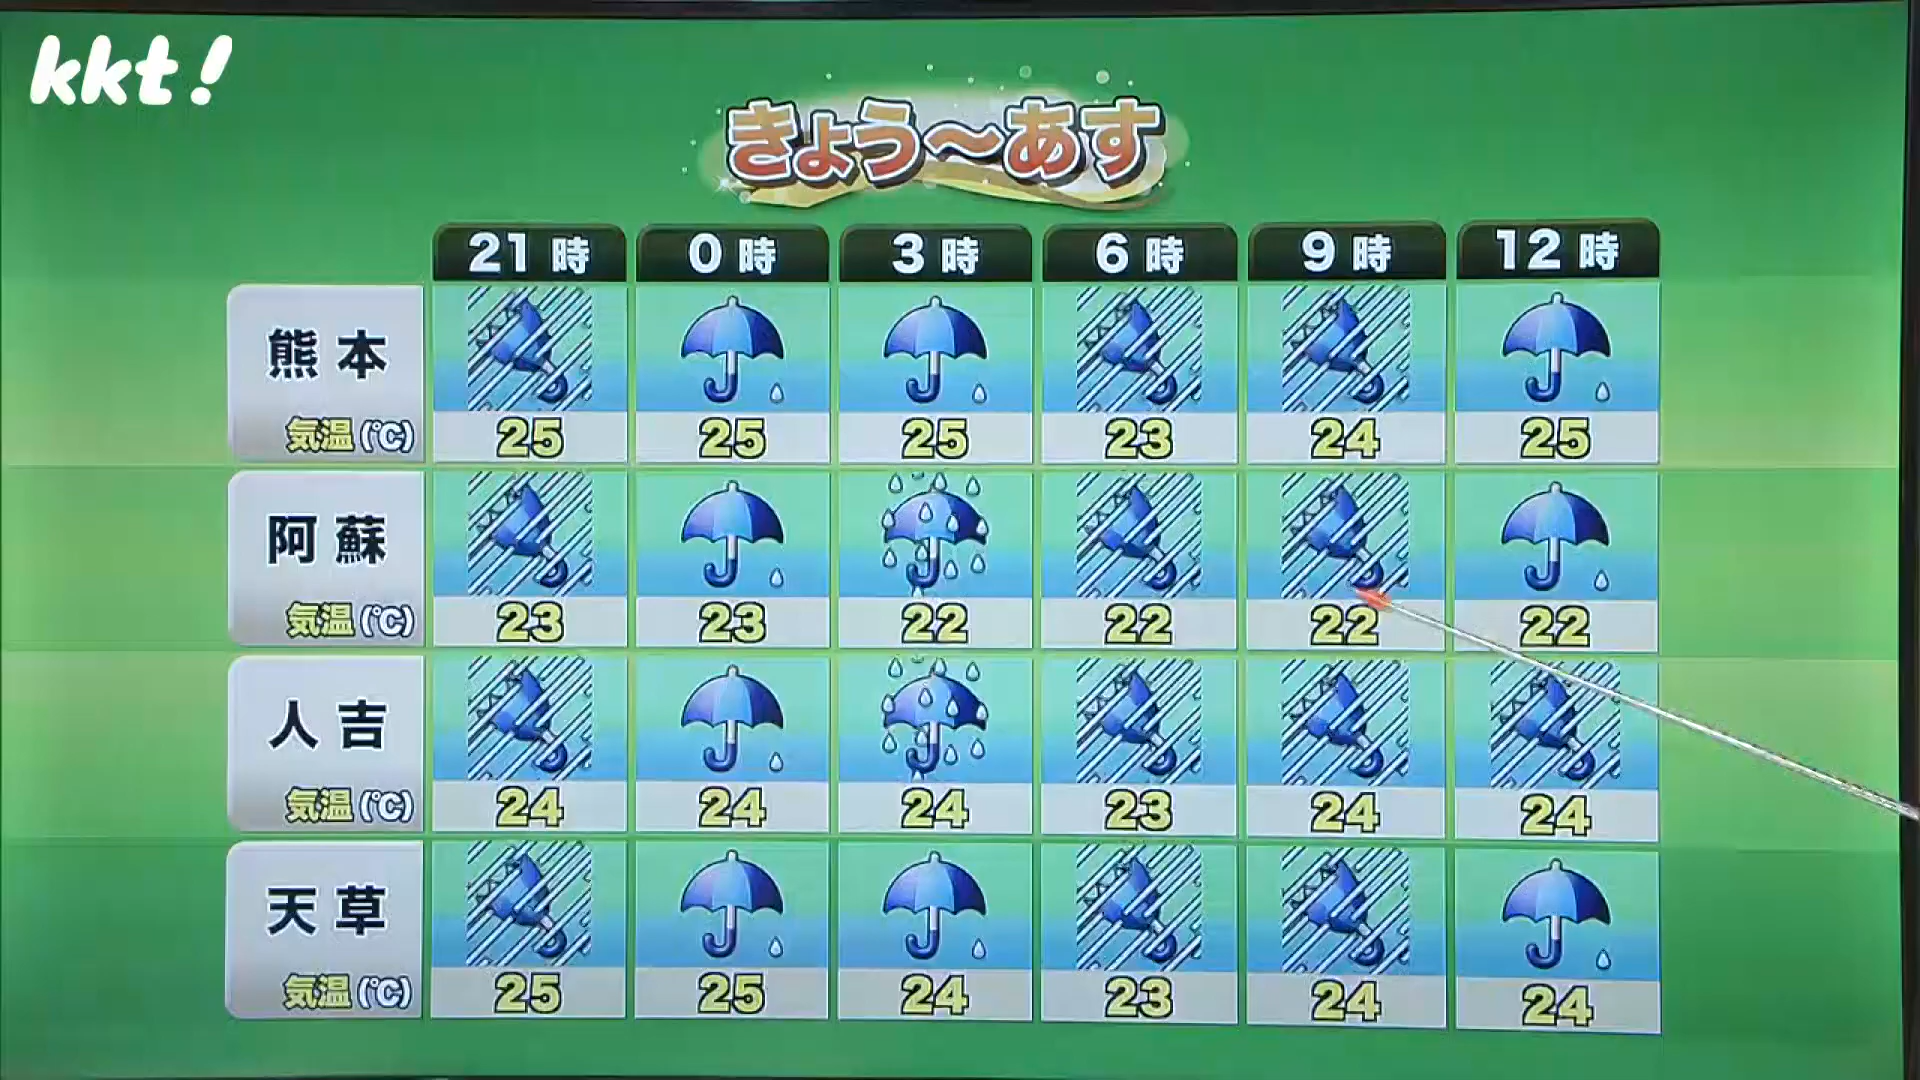 kkt!
きょう～あす
21時 0時 3時 6時 9時 12時
熊本
気温(℃) 25 25 25 23 24 25
阿蘇
気温(℃) 23 23 22 22 22 22
人吉
気温(℃) 24 24 24 23 24 24
天草
気温(℃) 25 25 24 23 24 24